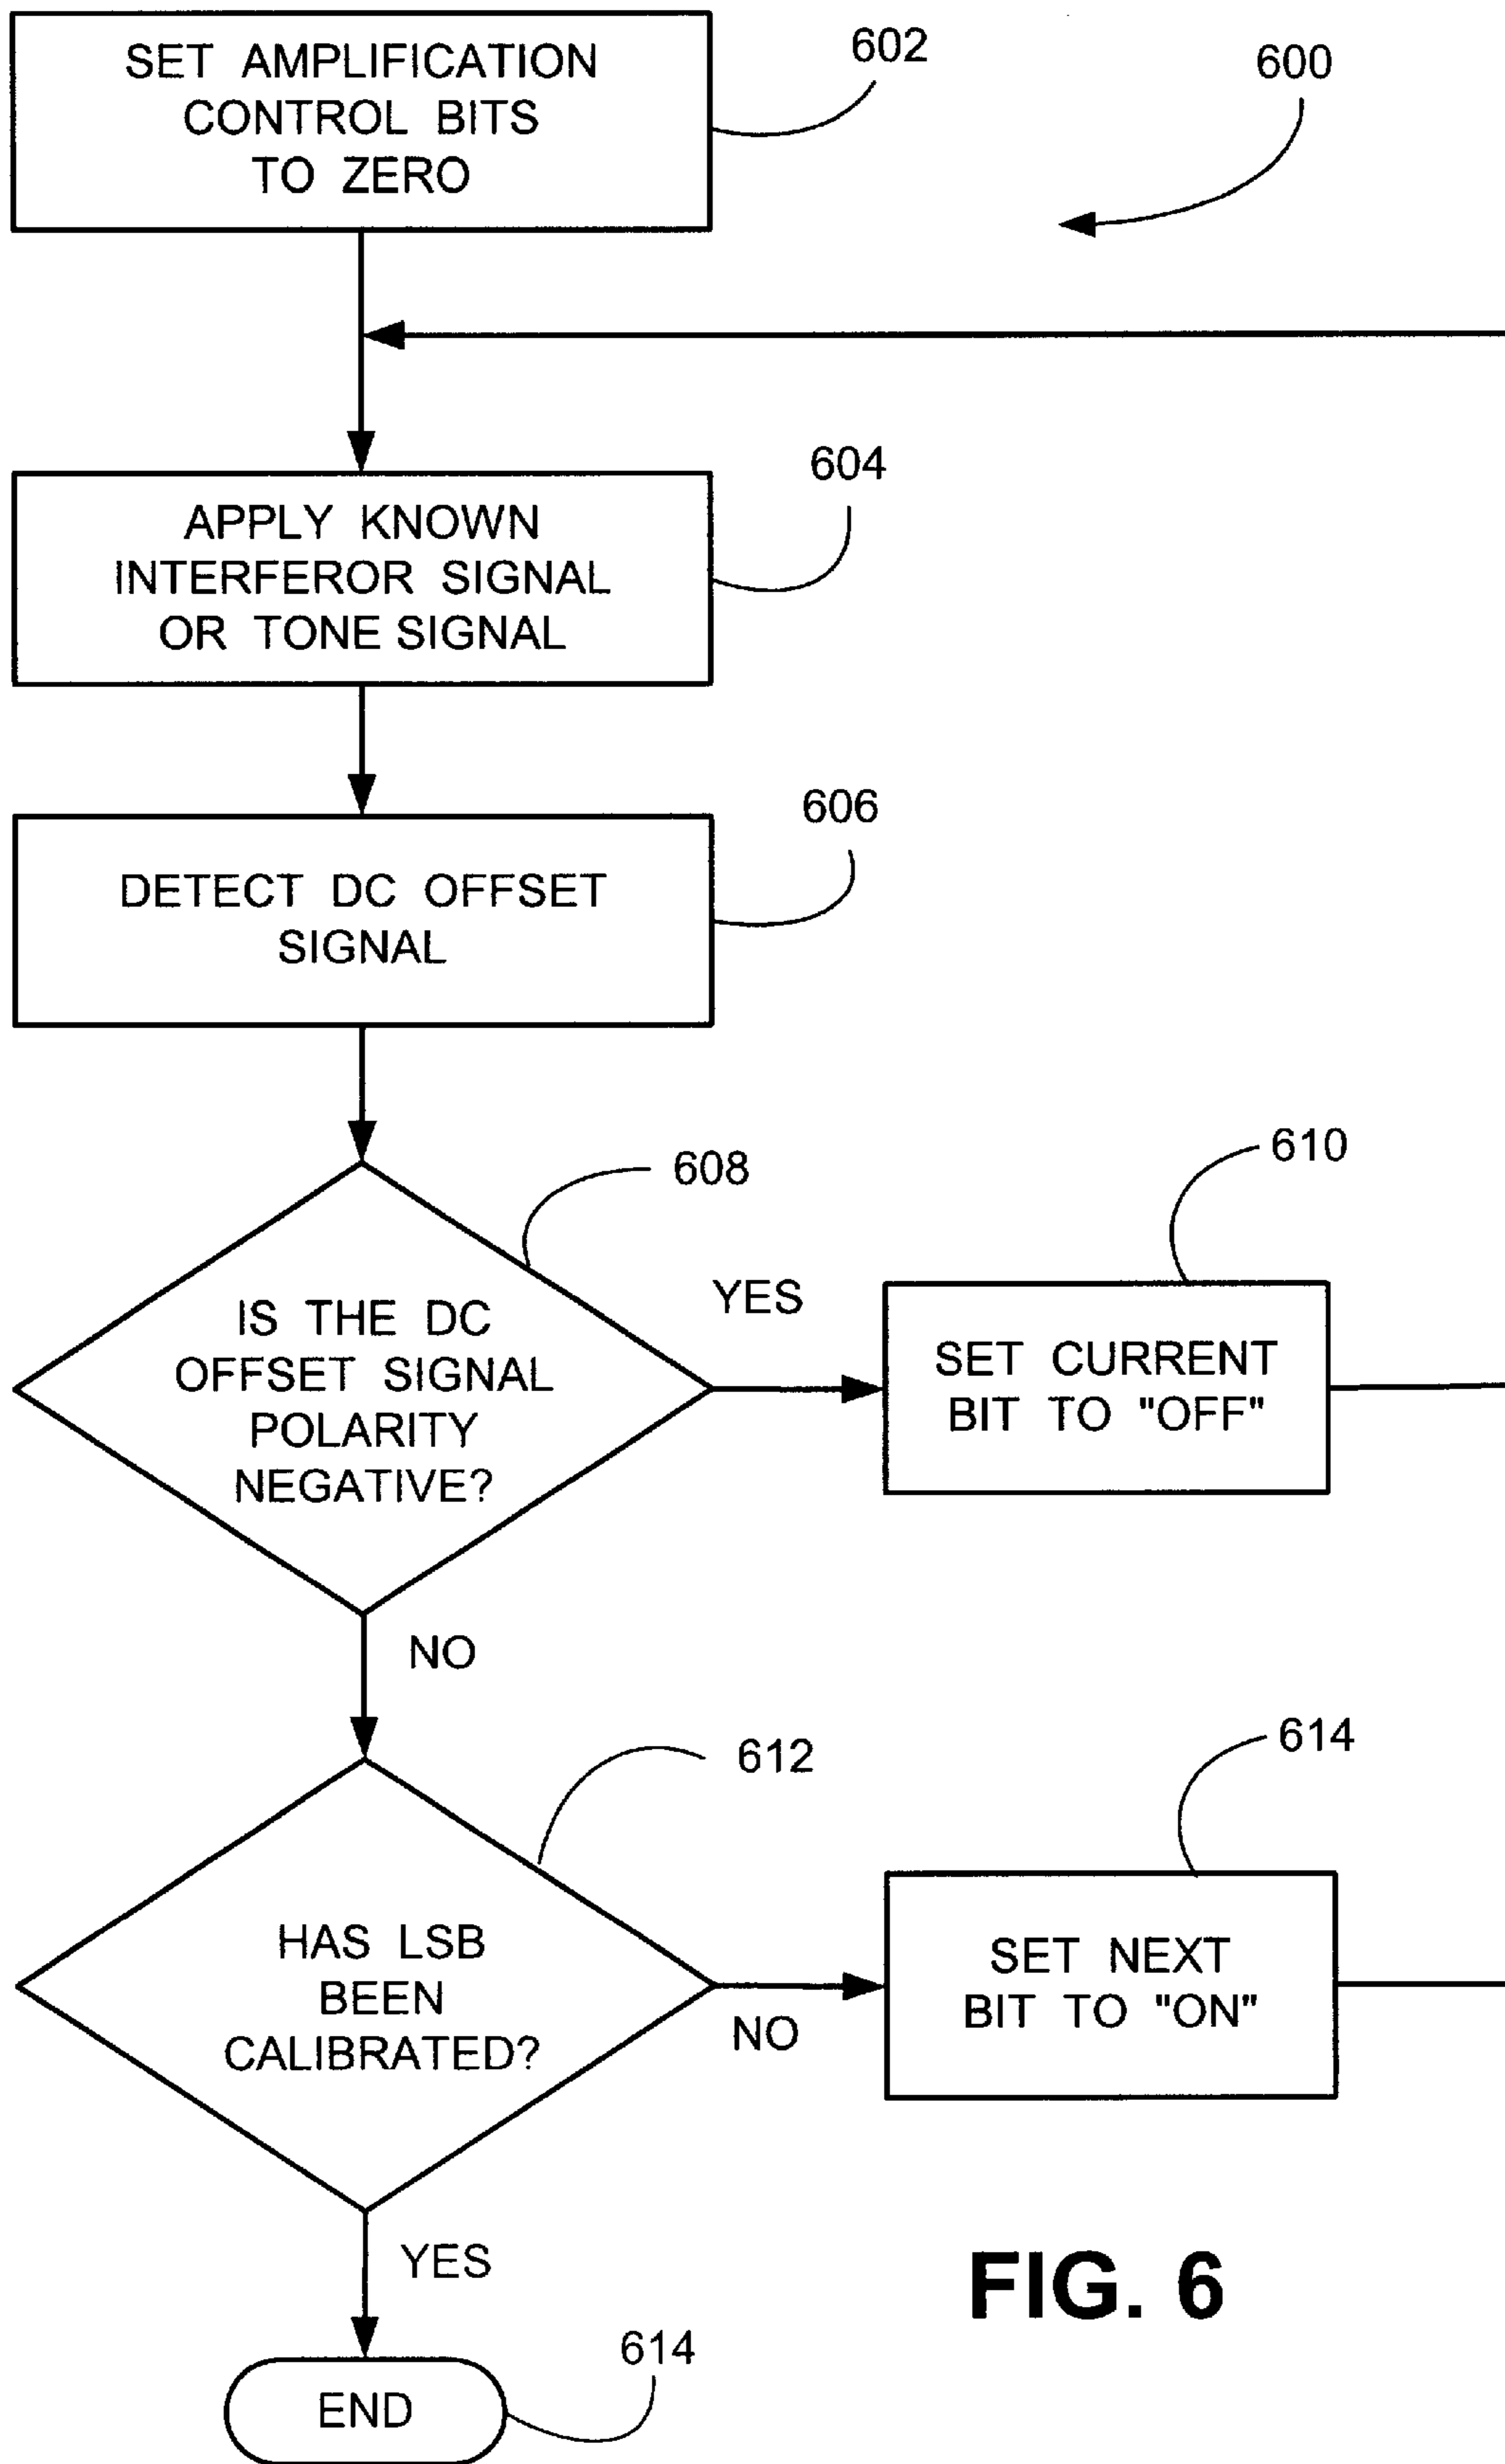 SET AMPLIFICATION
CONTROL BITS
TO ZERO
602
600
APPLY KNOWN
INTERFEROR SIGNAL
OR TONE SIGNAL
604
DETECT DC OFFSET
SIGNAL
606
608
IS THE DC
OFFSET SIGNAL
POLARITY
NEGATIVE?
YES
610
SET CURRENT
BIT TO "OFF"
NO
612
HAS LSB
BEEN
CALIBRATED?
NO
614
SET NEXT
BIT TO "ON"
YES
614
END
FIG. 6